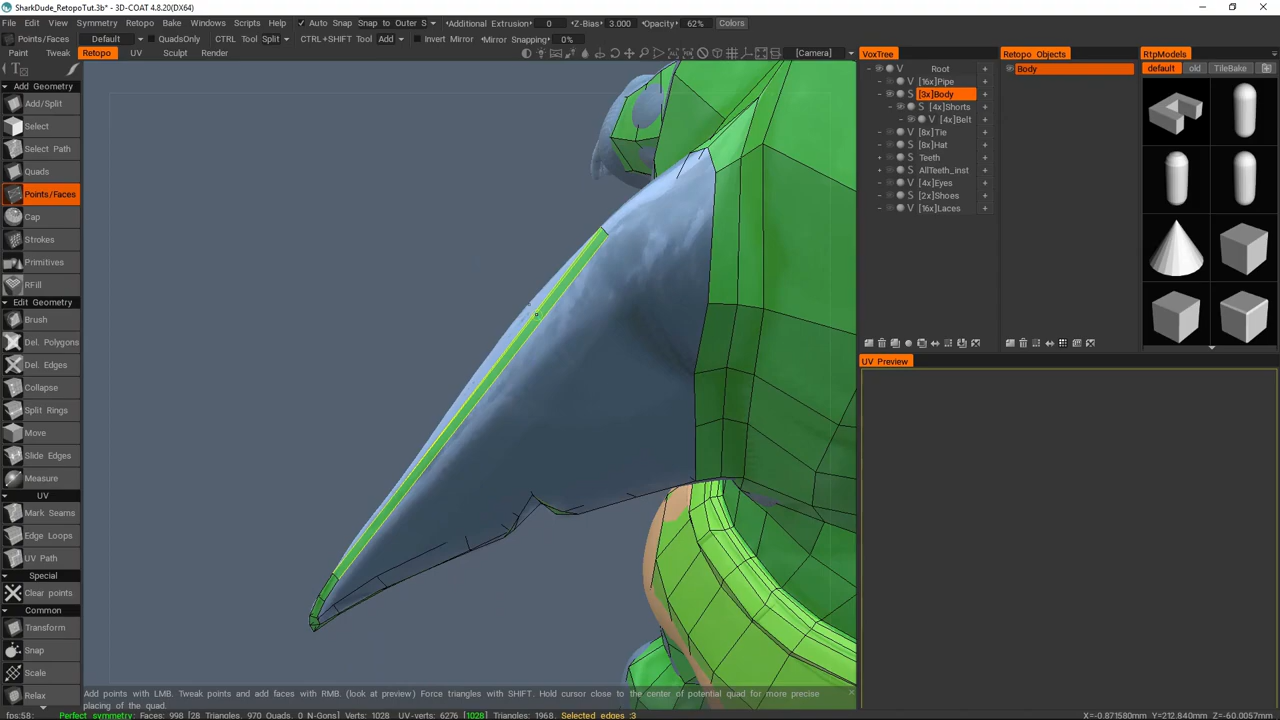 SharkDude_RetopoTut.3b* - 3D-COAT 4.8.20(DX64)
File Edit View Symmetry Retopo Bake Windows Scripts Help Auto Snap Snap to Outer S Additional Extrusion 0 Z-Bias 3.000 Opacity 62% Colors
Points/Faces Default QuadsOnly CTRL Tool Split CTRL+SHIFT Tool Add Invert Mirror Mirror Snapping 0%
Paint Tweak Retopo UV Sculpt Render [Camera] VoxTree Retopo Objects RtpModels
Root Body default old TileBake
Add Geometry [16x]Pipe
Add/Split [3x]Body
Select [4x]Shorts
Select Path [4x]Belt
Quads [8x]Tie
Points/Faces [8x]Hat
Cap Teeth
Strokes AllTeeth_inst
Primitives [4x]Eyes
RFill [2x]Shoes
[16x]Laces
Edit Geometry
Brush
Del. Polygons
Del. Edges UV Preview
Collapse
Split Rings
Move
Slide Edges
Measure
UV
Mark Seams
Edge Loops
UV Path
Special
Clear points
Common
Transform
Snap
Scale
Relax
Add points with LMB. Tweak points and add faces with RMB. (look at preview) Force triangles with SHIFT. Hold cursor close to the center of potential quad for more precise
placing of the quad.
fps:58; Perfect symmetry: Faces: 998 [28 Triangles, 970 Quads, 0 N-Gons] Verts: 1028 UV-verts: 6276 [1028] Triangles: 1968. Selected edges :3 X=-0.871580mm Y=212.840mm Z=-60.0057mm